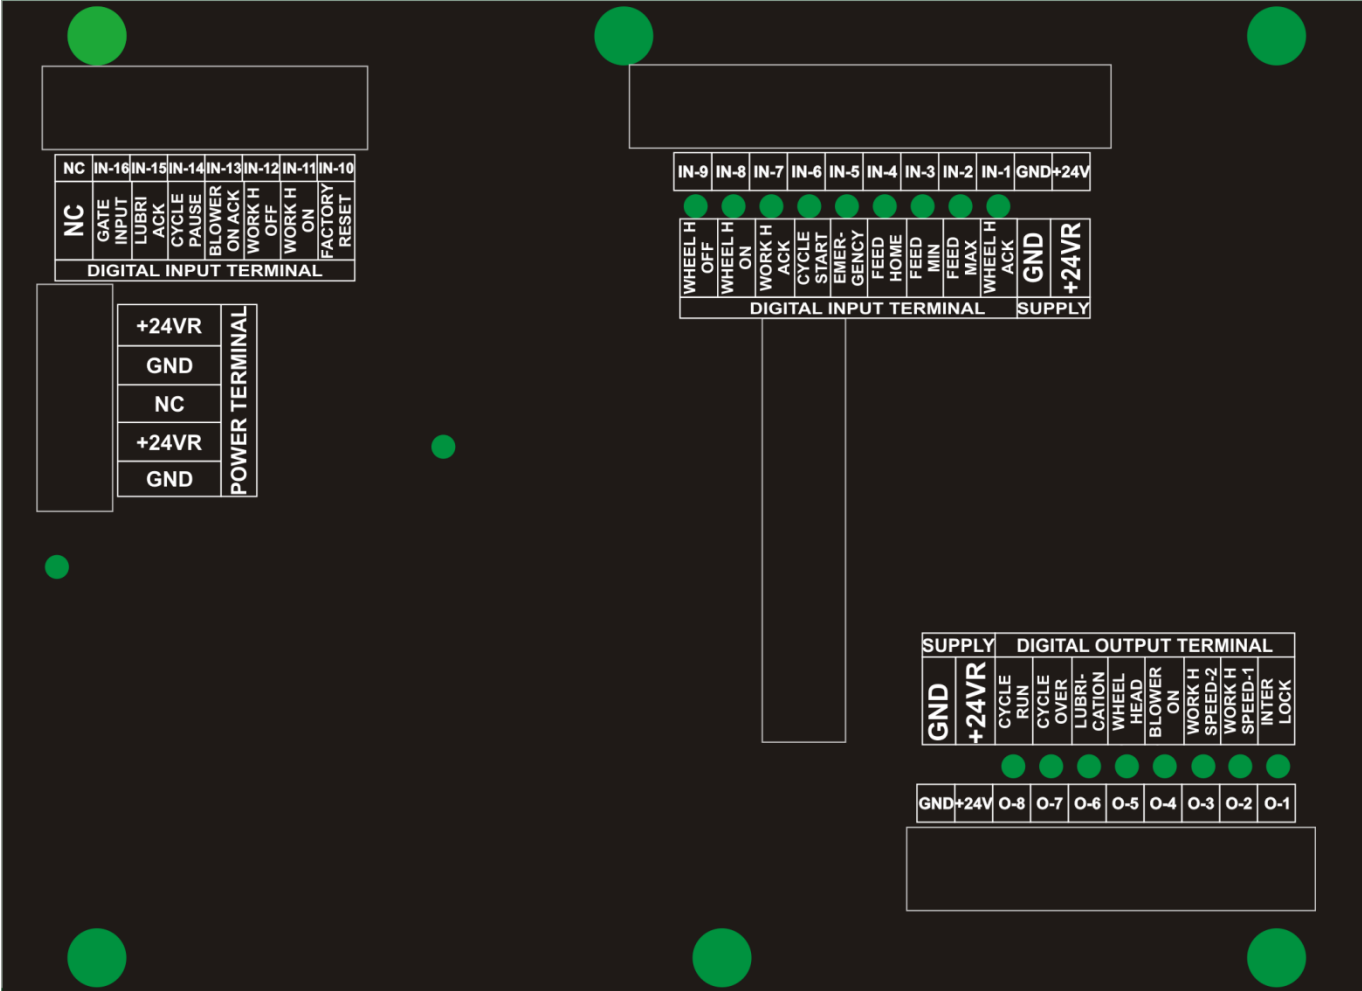 NC IN-16 IN-15 IN-14 IN-13 IN-12 IN-11 IN-10
NC
GATE
INPUT
LUBRI
ACK
CYCLE
PAUSE
BLOWER
ON ACK
WORK H
OFF
WORK H
ON
FACTORY
RESET
DIGITAL INPUT TERMINAL
+24VR
GND
NC
+24VR
GND
POWER TERMINAL
IN-9 IN-8 IN-7 IN-6 IN-5 IN-4 IN-3 IN-2 IN-1 GND +24V
WHEEL H
OFF
WHEEL H
ON
WORK H
ACK
CYCLE
START
EMER-
GENCY
FEED
HOME
FEED
MIN
FEED
MAX
WHEEL H
ACK
GND
+24VR
DIGITAL INPUT TERMINAL SUPPLY
SUPPLY DIGITAL OUTPUT TERMINAL
GND
+24VR
CYCLE
RUN
CYCLE
OVER
LUBRI-
CATION
WHEEL
HEAD
BLOWER
ON
WORK H
SPEED-2
WORK H
SPEED-1
INTER
LOCK
GND +24V O-8 O-7 O-6 O-5 O-4 O-3 O-2 O-1